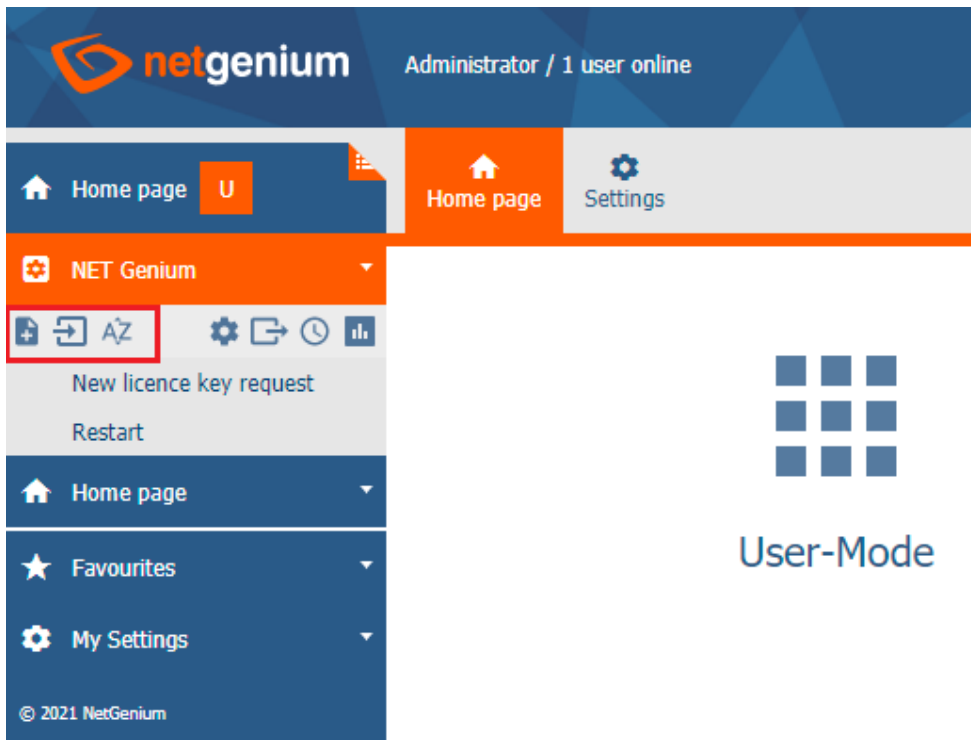 netgenium
Administrator / 1 user online
Home page U
Home page
Settings
NET Genium
AZ
New licence key request
Restart
Home page
User-Mode
Favourites
My Settings
© 2021 NetGenium